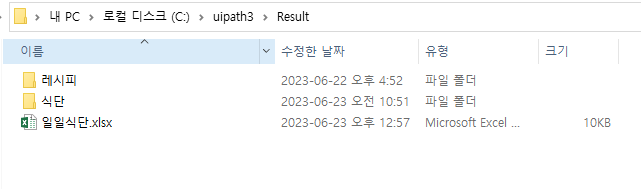 내 PC > 로컬 디스크 (C:) > uipath3 > Result
이름 수정한 날짜 유형 크기
레시피 2023-06-22 오후 4:52 파일 폴더
식단 2023-06-23 오전 10:51 파일 폴더
일일식단.xlsx 2023-06-23 오후 12:57 Microsoft Excel ... 10KB